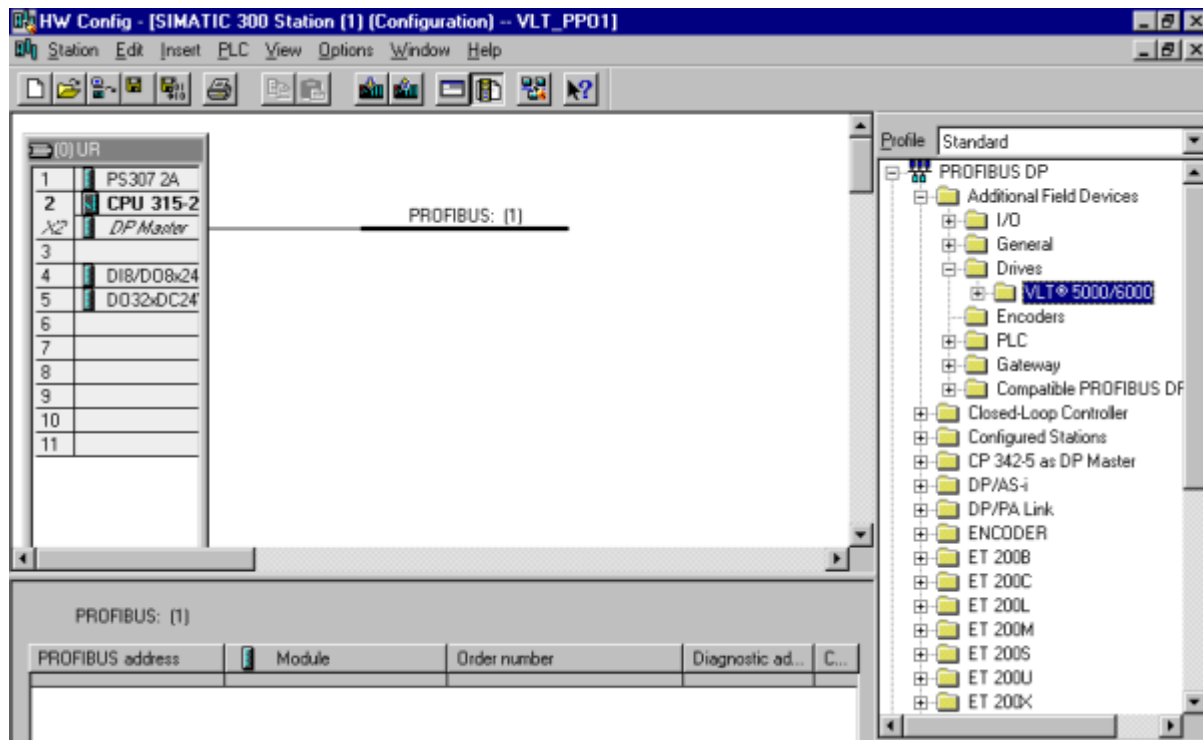 HW Config - [SIMATIC 300 Station (1) (Configuration) -- VLT_PPO1]
Station Edit Insert PLC View Options Window Help
(0) UR
1 PS307 2A
2 CPU 315-2
X2 DP Master
3
4 DI8/DO8x24
5 DO32xDC24
6
7
8
9
10
11
PROFIBUS: (1)
Profile Standard
PROFIBUS DP
Additional Field Devices
I/O
General
Drives
VLT® 5000/6000
Encoders
PLC
Gateway
Compatible PROFIBUS DP
Closed-Loop Controller
Configured Stations
CP 342-5 as DP Master
DP/AS-i
DP/PA Link
ENCODER
ET 200B
ET 200C
ET 200L
ET 200M
ET 200S
ET 200U
ET 200X
PROFIBUS: (1)
PROFIBUS address Module Order number Diagnostic ad... C...